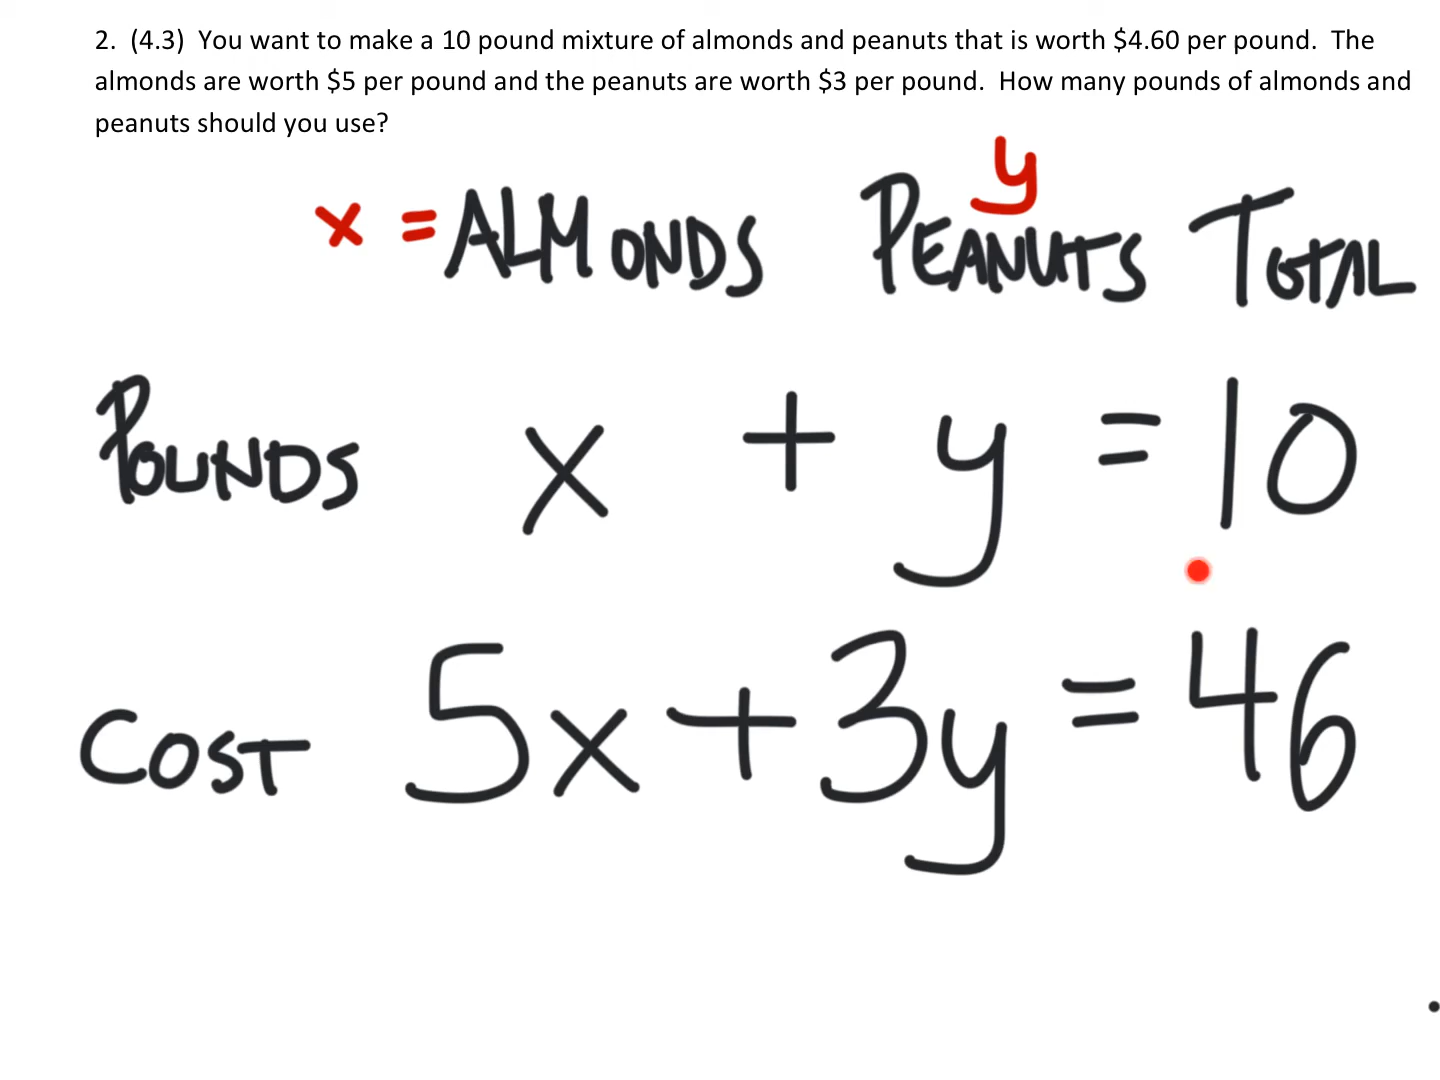 2. (4.3) You want to make a 10 pound mixture of almonds and peanuts that is worth $4.60 per pound. The
almonds are worth $5 per pound and the peanuts are worth $3 per pound. How many pounds of almonds and
peanuts should you use?
y
x = ALMONDS PEANUTS TOTAL
POUNDS x + y = 10
COST 5x + 3y = 46